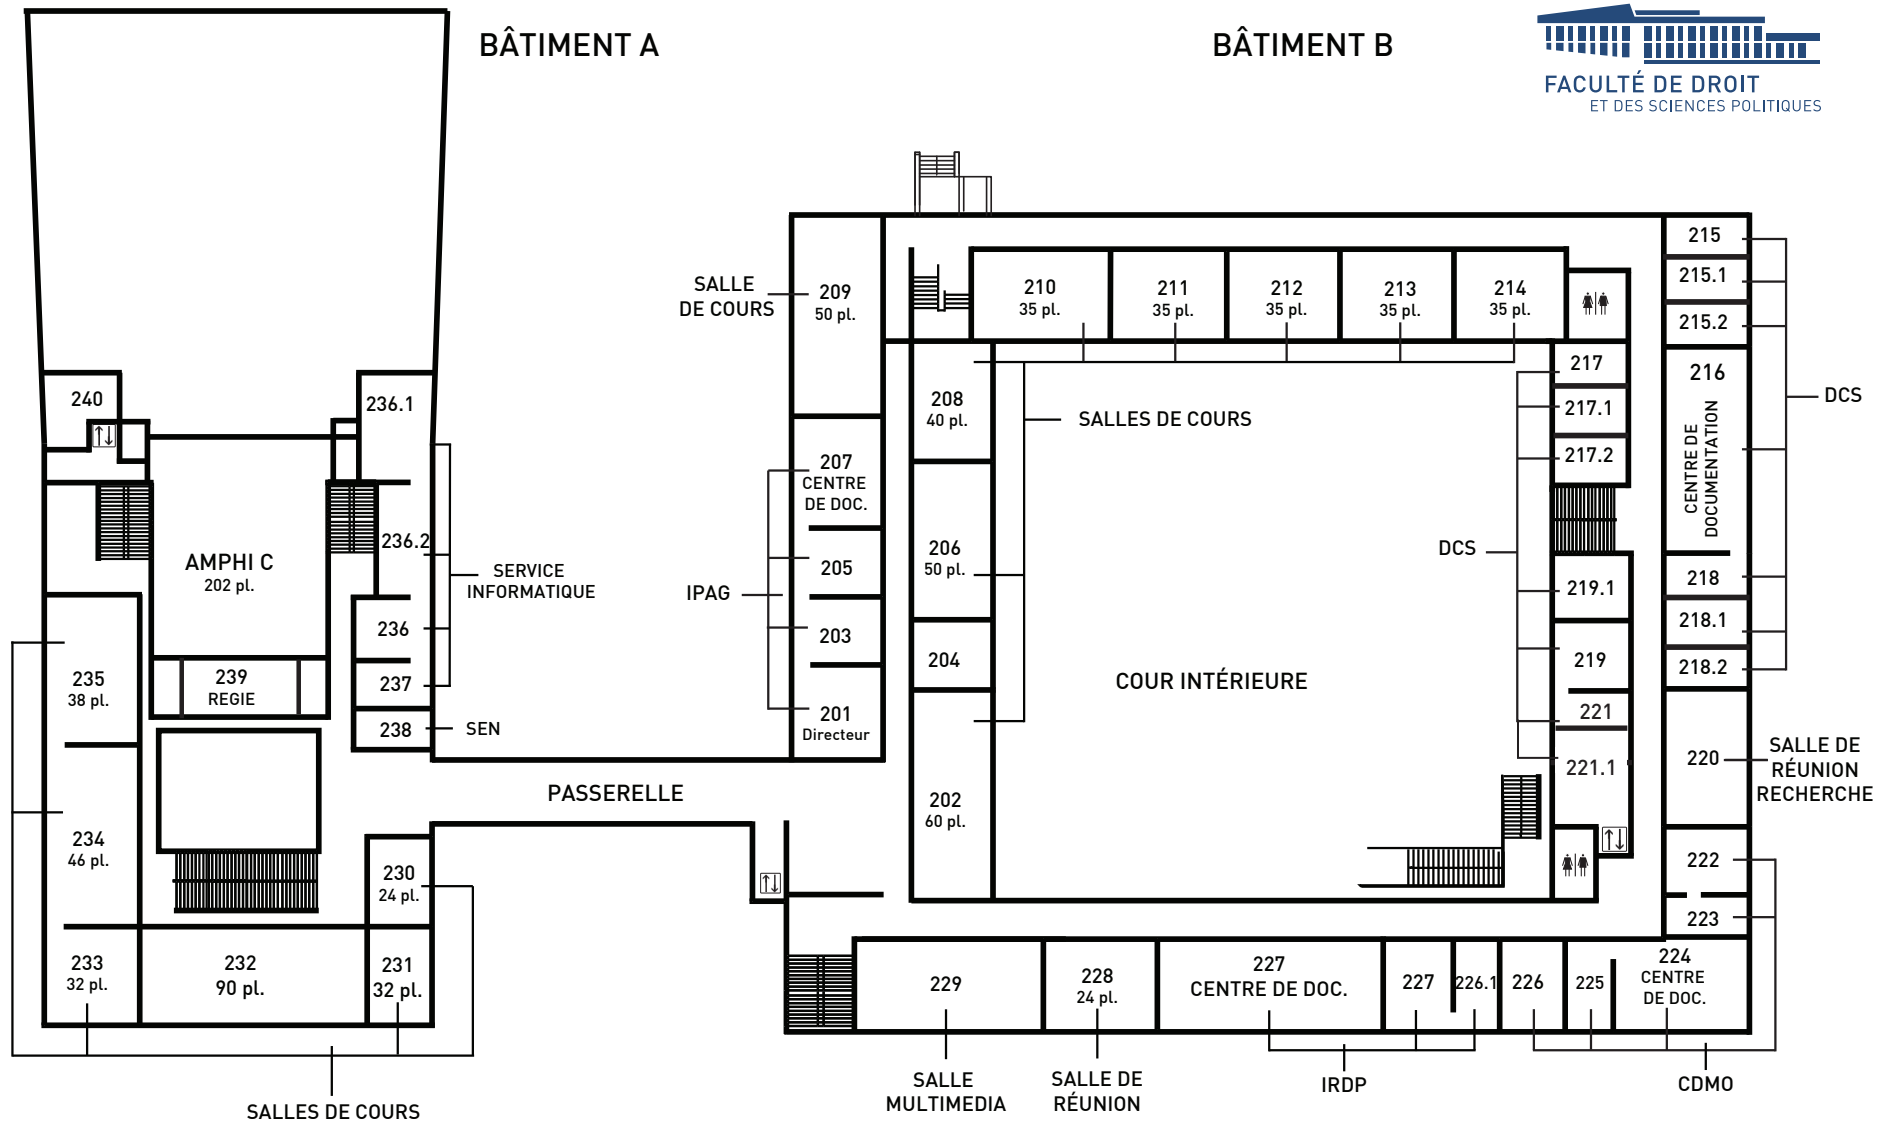 BÂTIMENT A
BÂTIMENT B
FACULTÉ DE DROIT
ET DES SCIENCES POLITIQUES
240
236.1
236.2
AMPHI C
202 pl.
SERVICE
INFORMATIQUE
236
237
238
SEN
239
REGIE
235
38 pl.
234
46 pl.
230
24 pl.
233
32 pl.
232
90 pl.
231
32 pl.
SALLES DE COURS
PASSERELLE
SALLE
DE COURS
209
50 pl.
207
CENTRE
DE DOC.
205
IPAG
203
201
Directeur
210
35 pl.
211
35 pl.
212
35 pl.
213
35 pl.
214
35 pl.
208
40 pl.
SALLES DE COURS
206
50 pl.
204
202
60 pl.
COUR INTÉRIEURE
217
217.1
217.2
DCS
219.1
219
221
221.1
215
215.1
215.2
216
CENTRE DE
DOCUMENTATION
DCS
218
218.1
218.2
220
SALLE DE
RÉUNION
RECHERCHE
222
223
224
CENTRE
DE DOC.
229
228
24 pl.
227
CENTRE DE DOC.
227
226.1
226
225
SALLE
MULTIMEDIA
SALLE DE
RÉUNION
IRDP
CDMO